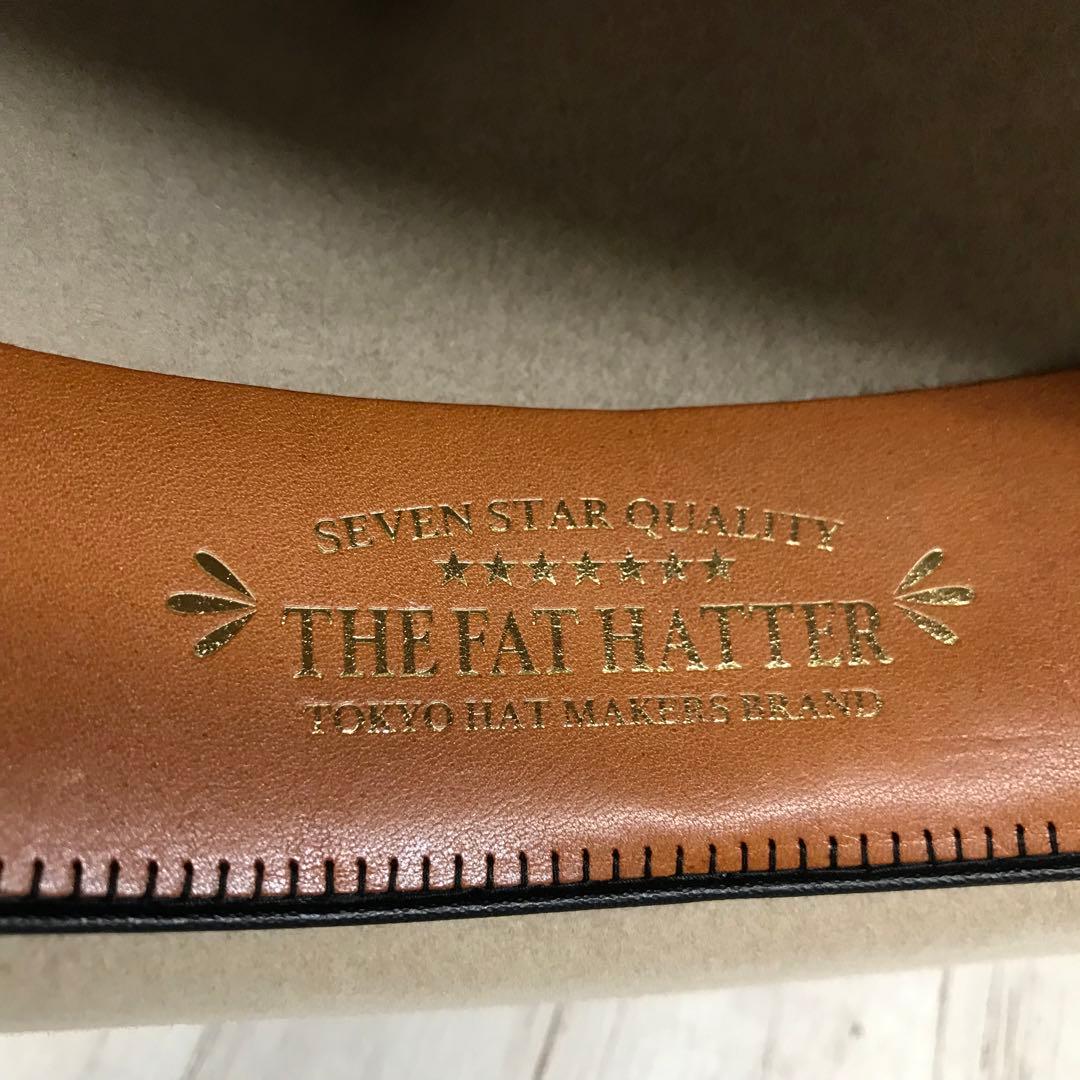 SEVEN STAR QUALITY
★★★★★★★
THE FAT HATTER
TOKYO HAT MAKERS BRAND